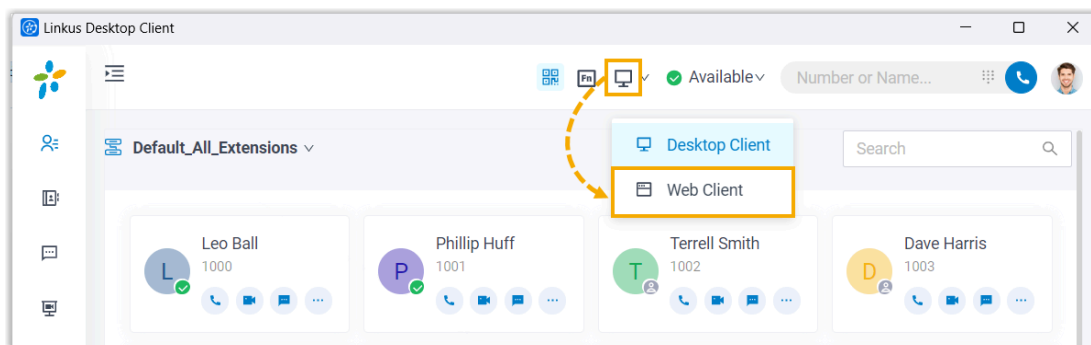 Linkus Desktop Client
Fn
Available
Number or Name...
Default_All_Extensions
Desktop Client
Web Client
Search
Leo Ball
1000
L
Phillip Huff
1001
P
Terrell Smith
1002
T
Dave Harris
1003
D